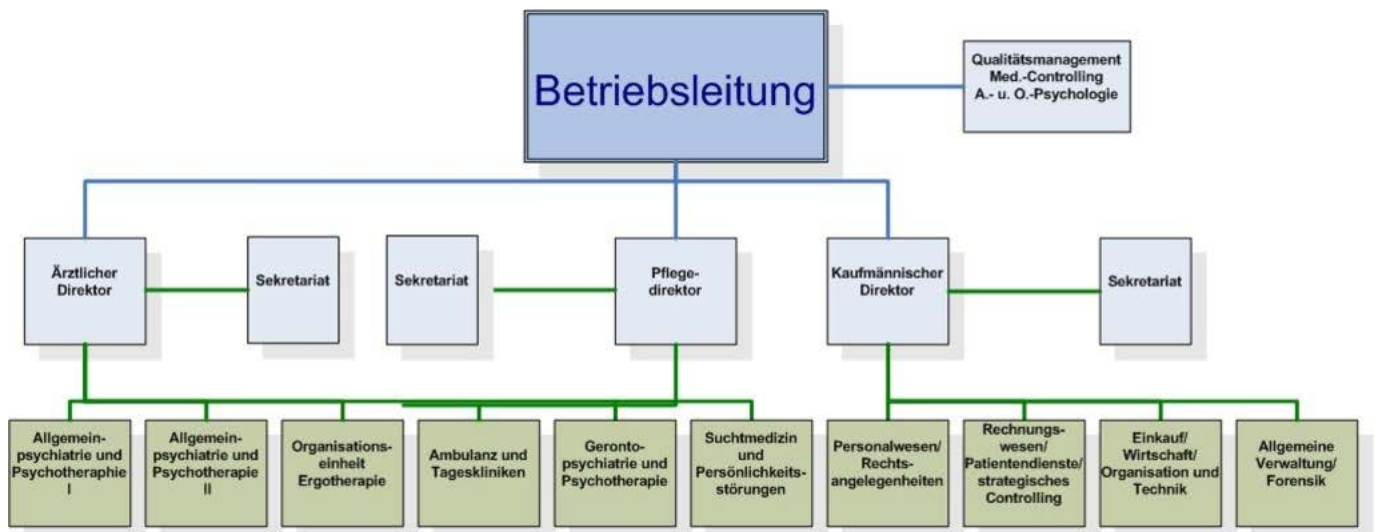 Betriebsleitung
Qualitätsmanagement
Med.-Controlling
A.- u. O.-Psychologie
Ärztlicher
Direktor
Sekretariat
Sekretariat
Pflege-
direktor
Kaufmännischer
Direktor
Sekretariat
Allgemein-
psychiatrie und
Psychotheraphie
I
Allgemein-
psychiatrie und
Psychotherapie
II
Organisations-
einheit
Ergotherapie
Ambulanz und
Tageskliniken
Geronto-
psychiatrie und
Psychotherapie
Suchtmedizin
und
Persönlichkeits-
störungen
Personalwesen/
Rechts-
angelegenheiten
Rechnungs-
wesen/
Patientendienste/
strategisches
Controlling
Einkauf/
Wirtschaft/
Organisation und
Technik
Allgemeine
Verwaltung/
Forensik